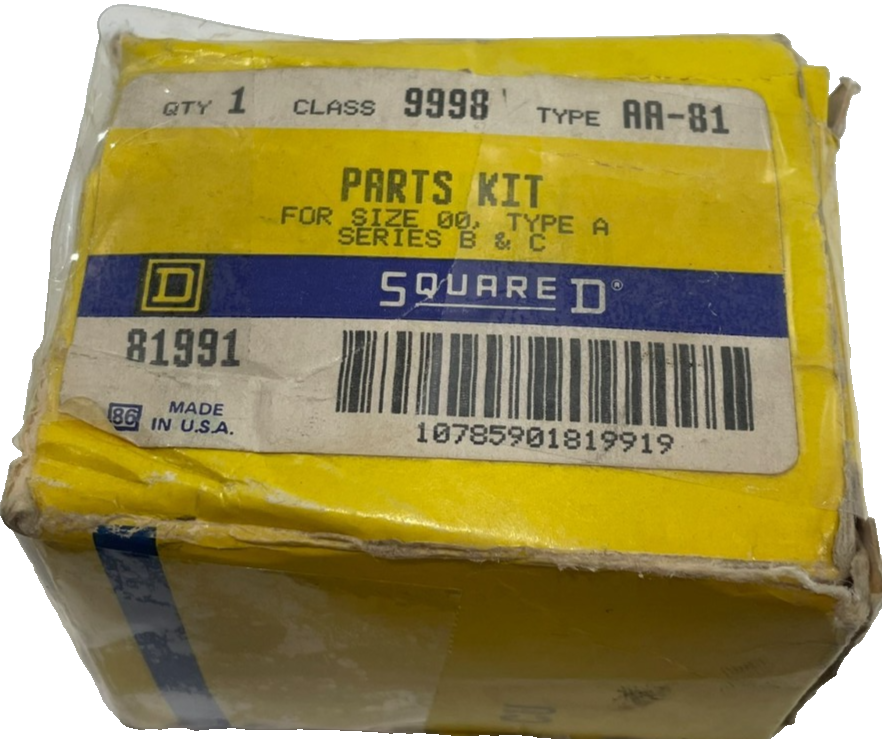 QTY 1 CLASS 9998 TYPE AA-81
PARTS KIT
FOR SIZE 00, TYPE A
SERIES B & C
D SQUARE D®
81991
86 MADE
IN U.S.A.
10785901819919